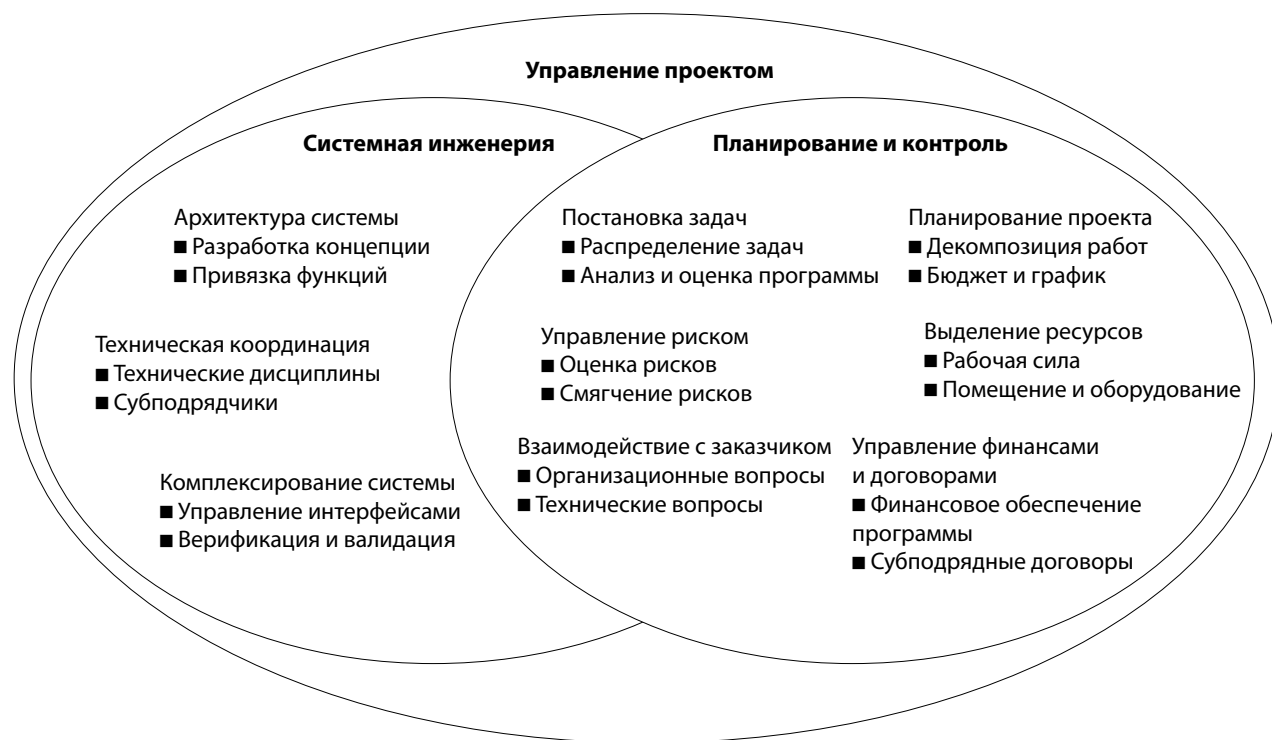 Управление проектом
Системная инженерия
Планирование и контроль
Архитектура системы
■ Разработка концепции
■ Привязка функций
Техническая координация
■ Технические дисциплины
■ Субподрядчики
Комплексирование системы
■ Управление интерфейсами
■ Верификация и валидация
Постановка задач
■ Распределение задач
■ Анализ и оценка программы
Управление риском
■ Оценка рисков
■ Смягчение рисков
Взаимодействие с заказчиком
■ Организационные вопросы
■ Технические вопросы
Планирование проекта
■ Декомпозиция работ
■ Бюджет и график
Выделение ресурсов
■ Рабочая сила
■ Помещение и оборудование
Управление финансами
и договорами
■ Финансовое обеспечение
программы
■ Субподрядные договоры